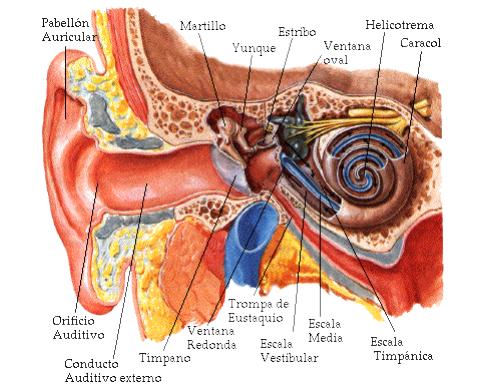 Pabellón
Auricular
Martillo
Yunque
Estribo
Ventana
oval
Helicotrema
Caracol
Orificio
Auditivo
Conducto
Auditivo externo
Timpano
Ventana
Redonda
Trompa de
Eustaquio
Escala
Vestibular
Escala
Media
Escala
Timpánica